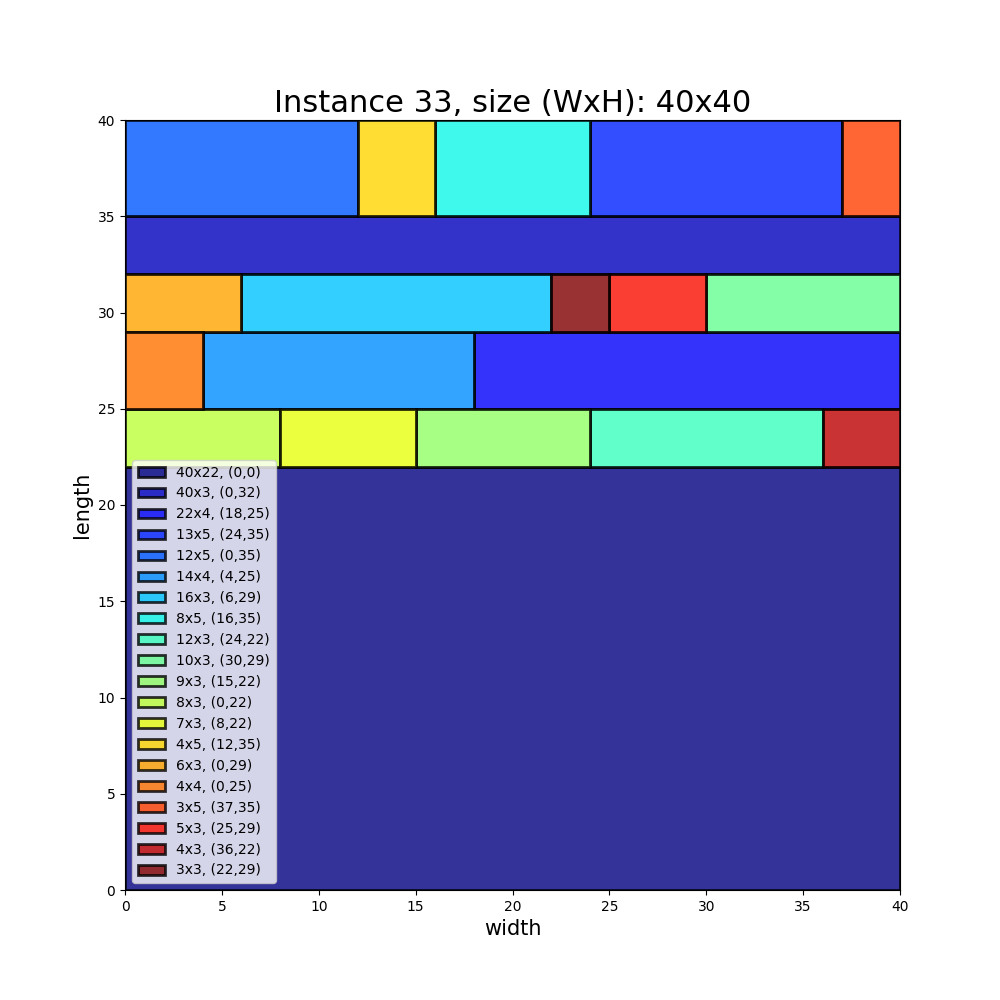 Instance 33, size (WxH): 40x40
40
35
30
25
20
15
10
5
0
length
40x22, (0,0)
40x3, (0,32)
22x4, (18,25)
13x5, (24,35)
12x5, (0,35)
14x4, (4,25)
16x3, (6,29)
8x5, (16,35)
12x3, (24,22)
10x3, (30,29)
9x3, (15,22)
8x3, (0,22)
7x3, (8,22)
4x5, (12,35)
6x3, (0,29)
4x4, (0,25)
3x5, (37,35)
5x3, (25,29)
4x3, (36,22)
3x3, (22,29)
0 5 10 15 20 25 30 35 40
width